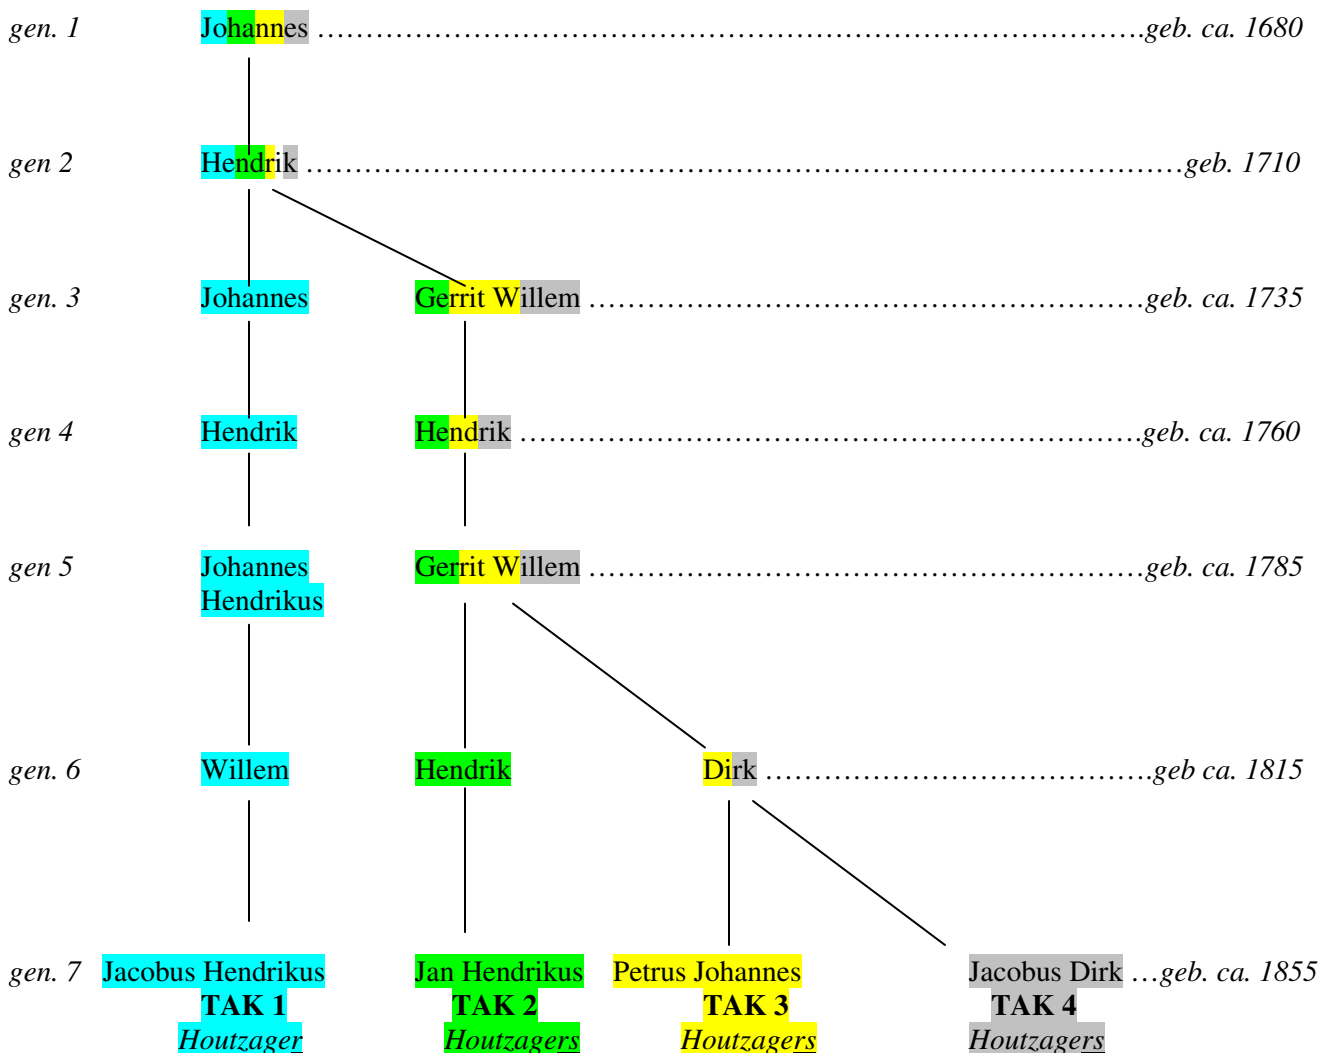 gen. 1 Johannes ……………………………………………………………………………geb. ca. 1680
gen 2 Hendrik …………………………………………………………………………………geb. 1710
gen. 3 Johannes Gerrit Willem …………………………………………………geb. ca. 1735
gen 4 Hendrik Hendrik …………………………………………………………geb. ca. 1760
gen 5 Johannes Gerrit Willem …………………………………………………geb. ca. 1785
Hendrikus
gen. 6 Willem Hendrik Dirk …………………………………geb ca. 1815
gen. 7 Jacobus Hendrikus Jan Hendrikus Petrus Johannes Jacobus Dirk …geb. ca. 1855
TAK 1 TAK 2 TAK 3 TAK 4
Houtzager Houtzagers Houtzagers Houtzagers